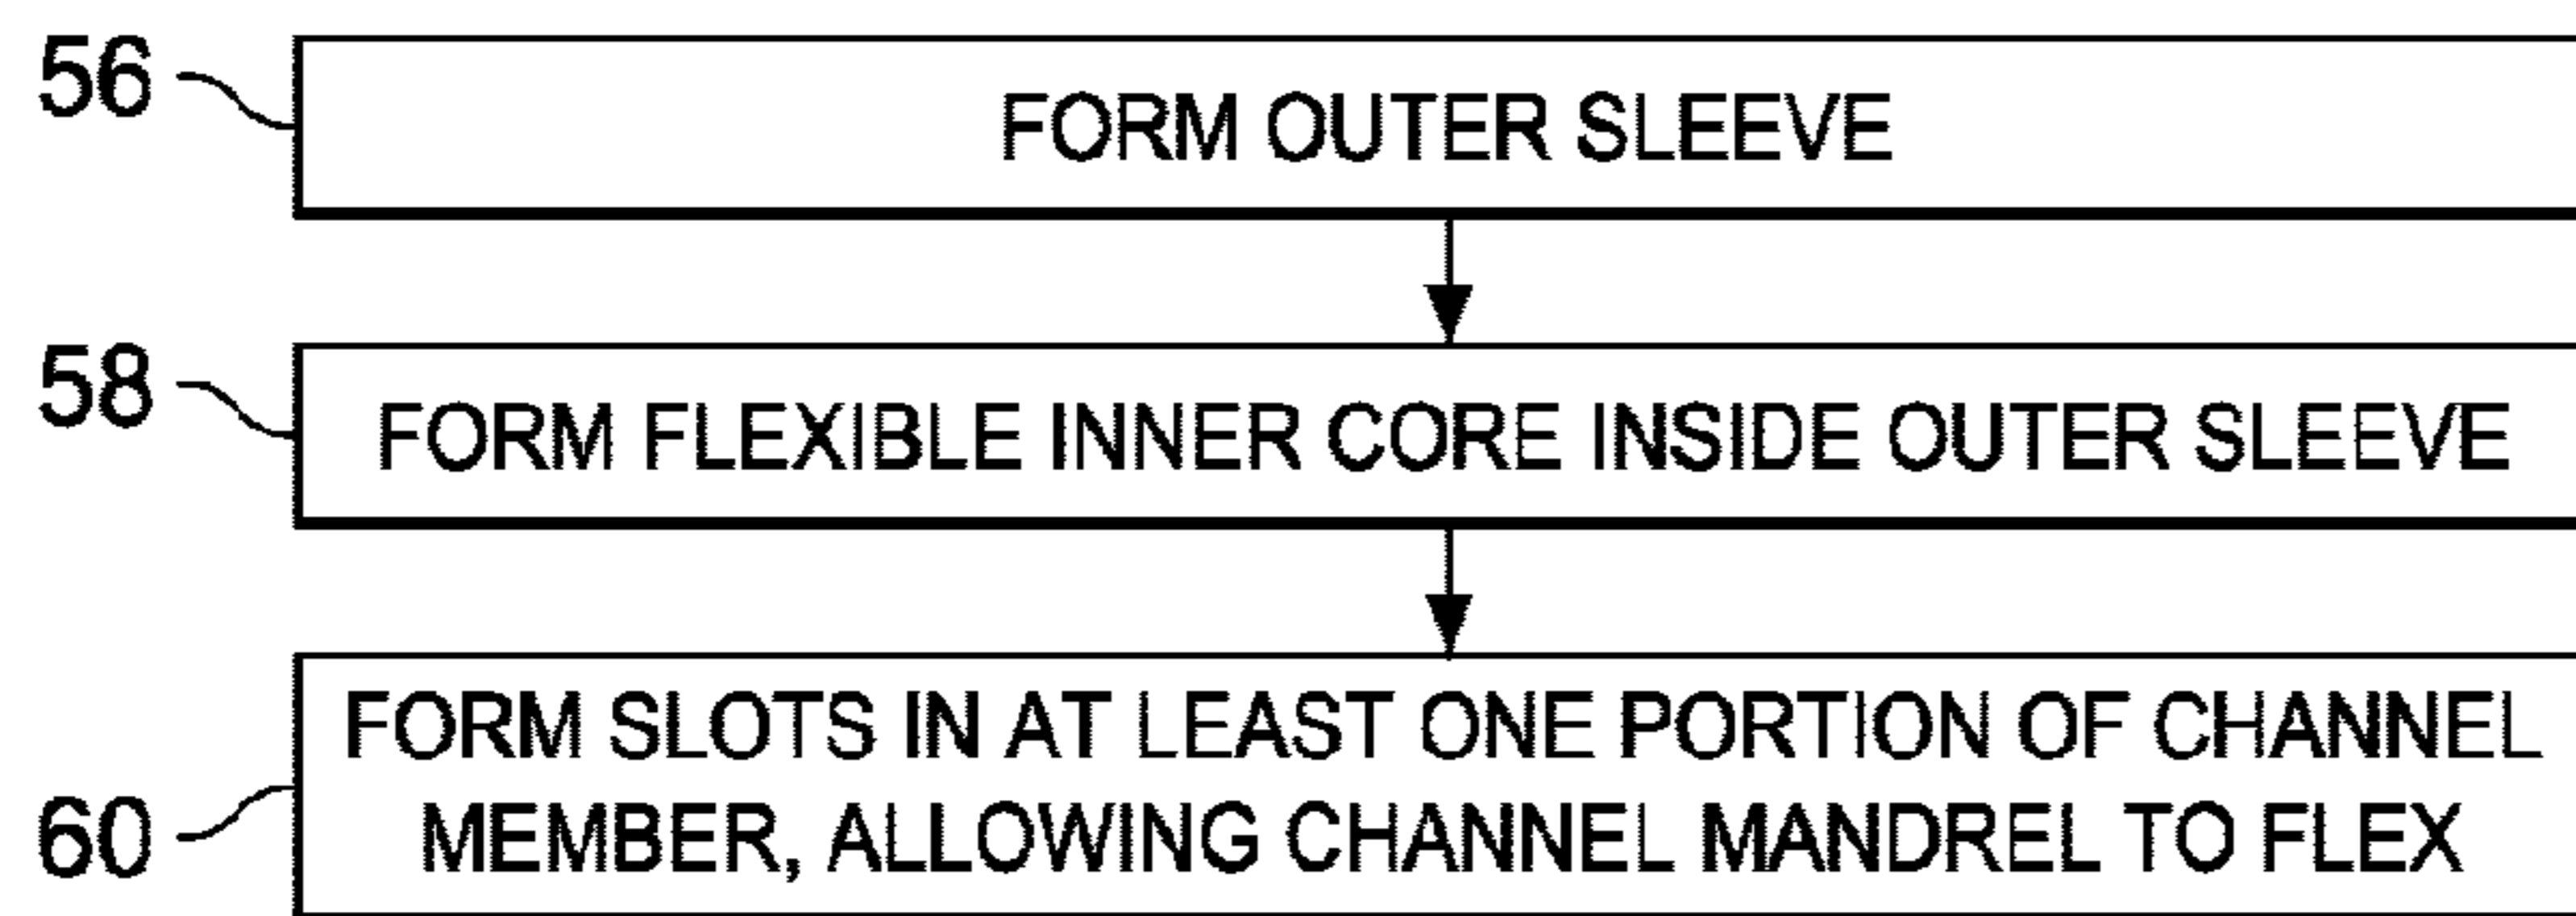 56
FORM OUTER SLEEVE
58
FORM FLEXIBLE INNER CORE INSIDE OUTER SLEEVE
60
FORM SLOTS IN AT LEAST ONE PORTION OF CHANNEL
MEMBER, ALLOWING CHANNEL MANDREL TO FLEX